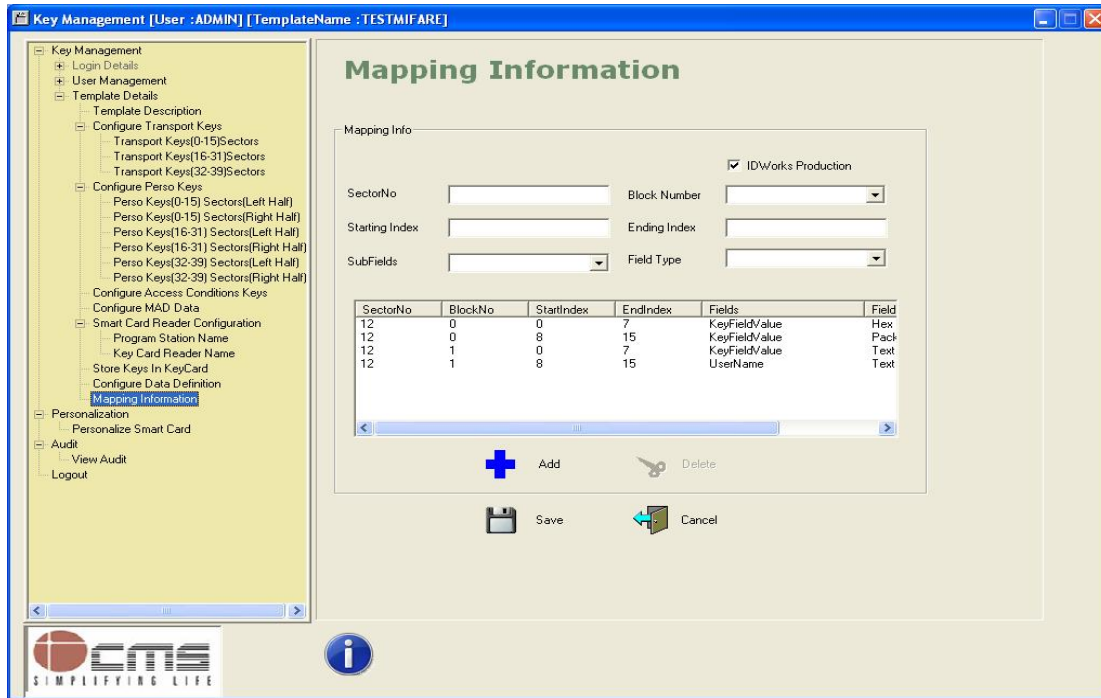 Key Management [User :ADMIN] [TemplateName :TESTMIFARE]
Key Management
Login Details
User Management
Template Details
Template Description
Configure Transport Keys
Transport Keys(0-15)Sectors
Transport Keys(16-31)Sectors
Transport Keys(32-39)Sectors
Configure Perso Keys
Perso Keys(0-15) Sectors(Left Half)
Perso Keys(0-15) Sectors(Right Half)
Perso Keys(16-31) Sectors(Left Half)
Perso Keys(16-31) Sectors(Right Half)
Perso Keys(32-39) Sectors(Left Half)
Perso Keys(32-39) Sectors(Right Half)
Configure Access Conditions Keys
Configure MAD Data
Smart Card Reader Configuration
Program Station Name
Key Card Reader Name
Store Keys In KeyCard
Configure Data Definition
Mapping Information
Personalization
Personalize Smart Card
Audit
View Audit
Logout
Mapping Information
Mapping Info
IDWorks Production
SectorNo Block Number
Starting Index Ending Index
SubFields Field Type
SectorNo BlockNo StartIndex EndIndex Fields Field
12 0 0 7 KeyFieldValue Hex
12 0 8 15 KeyFieldValue Pack
12 1 0 7 KeyFieldValue Text
12 1 8 15 UserName Text
Add Delete
Save Cancel
cms
SIMPLIFYING LIFE